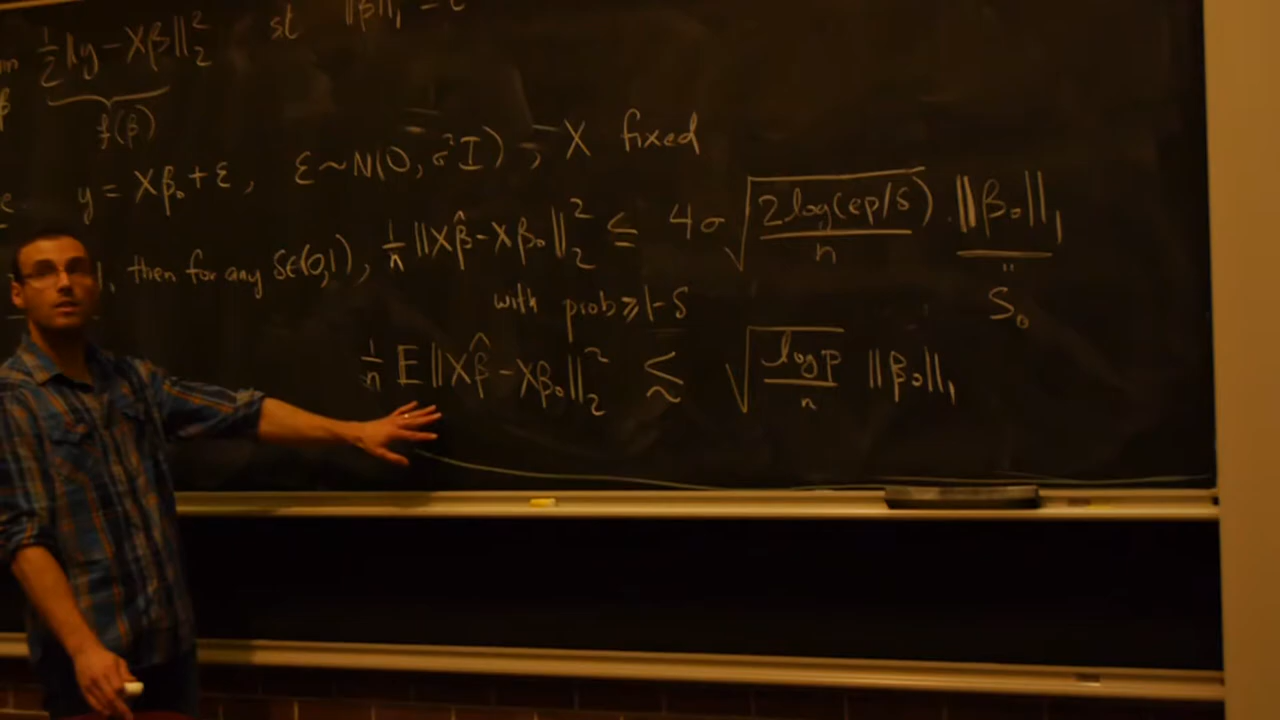 1/2 ||y - Xβ||₂² st ||β||₁ = t
β f(β)
y = Xβ₀ + ε, ε ~ N(0, σ²I), X fixed
then for any δ∈(0,1), 1/n ||Xβ̂ - Xβ₀||₂² ≤ 4σ √(2log(ep/δ)/n) · ||β₀||₁
with prob ≥ 1-δ
" S₀
1/n E||Xβ̂ - Xβ₀||₂² ≲ √(log p/n) ||β₀||₁